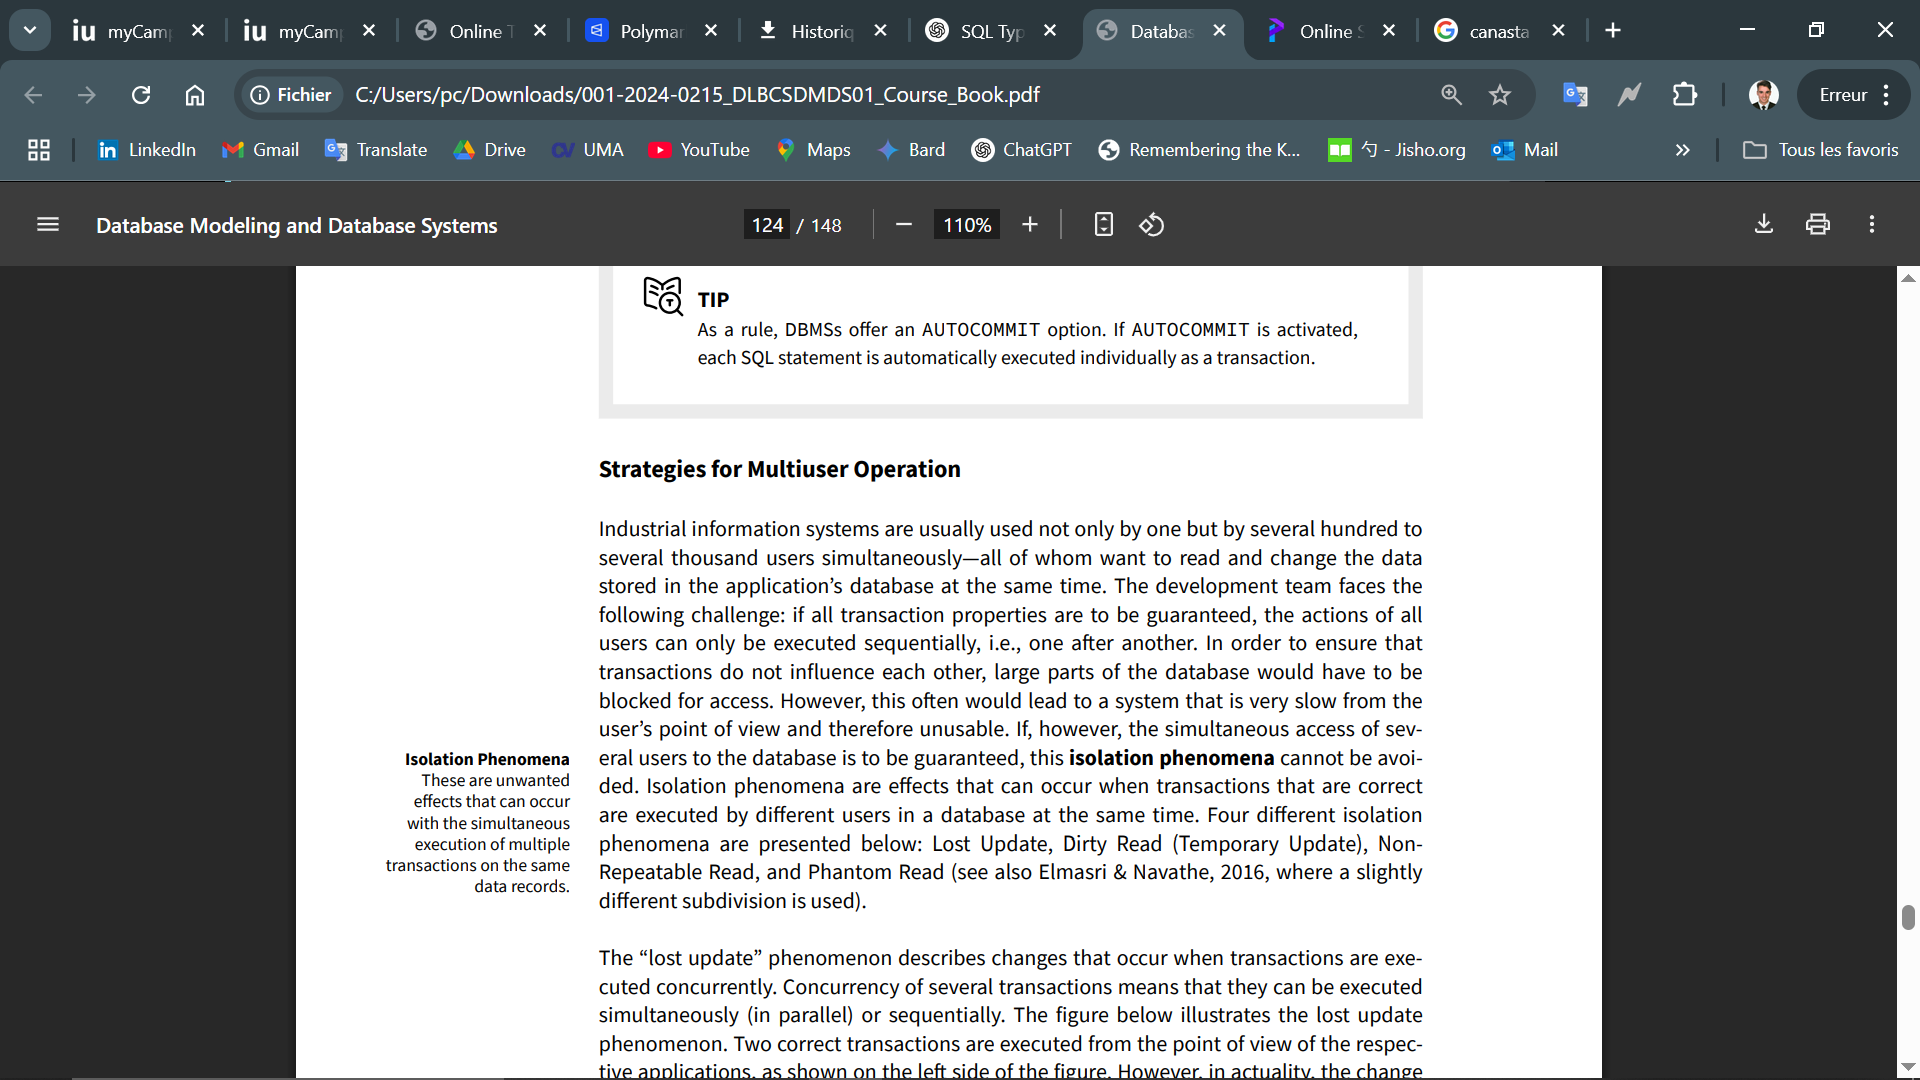 myCam
myCam
Online T
Polymar
Historiq
SQL Typ
Databas
Online S
canasta
Fichier
C:/Users/pc/Downloads/001-2024-0215_DLBCSDMDS01_Course_Book.pdf
Erreur
LinkedIn
Gmail
Translate
Drive
UMA
YouTube
Maps
Bard
ChatGPT
Remembering the K...
勹 - Jisho.org
Mail
Tous les favoris
Database Modeling and Database Systems
124 / 148
110%
TIP
As a rule, DBMSs offer an AUTOCOMMIT option. If AUTOCOMMIT is activated,
each SQL statement is automatically executed individually as a transaction.
Strategies for Multiuser Operation
Industrial information systems are usually used not only by one but by several hundred to
several thousand users simultaneously—all of whom want to read and change the data
stored in the application’s database at the same time. The development team faces the
following challenge: if all transaction properties are to be guaranteed, the actions of all
users can only be executed sequentially, i.e., one after another. In order to ensure that
transactions do not influence each other, large parts of the database would have to be
blocked for access. However, this often would lead to a system that is very slow from the
user’s point of view and therefore unusable. If, however, the simultaneous access of sev-
eral users to the database is to be guaranteed, this isolation phenomena cannot be avoi-
ded. Isolation phenomena are effects that can occur when transactions that are correct
are executed by different users in a database at the same time. Four different isolation
phenomena are presented below: Lost Update, Dirty Read (Temporary Update), Non-
Repeatable Read, and Phantom Read (see also Elmasri & Navathe, 2016, where a slightly
different subdivision is used).
Isolation Phenomena
These are unwanted
effects that can occur
with the simultaneous
execution of multiple
transactions on the same
data records.
The “lost update” phenomenon describes changes that occur when transactions are exe-
cuted concurrently. Concurrency of several transactions means that they can be executed
simultaneously (in parallel) or sequentially. The figure below illustrates the lost update
phenomenon. Two correct transactions are executed from the point of view of the respec-
tive applications, as shown on the left side of the figure. However, in actuality, the change